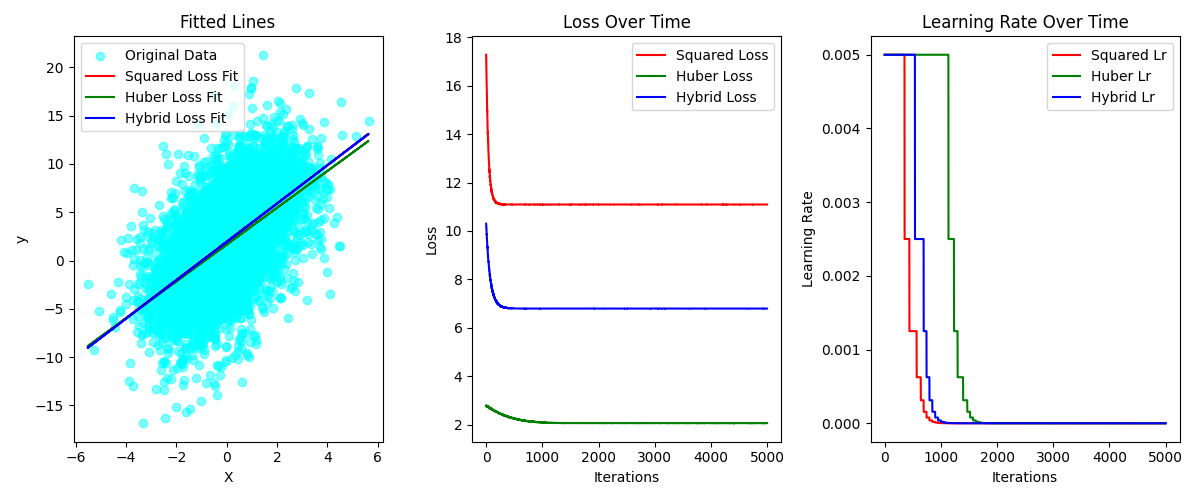 Fitted Lines
Original Data
Squared Loss Fit
Huber Loss Fit
Hybrid Loss Fit
y
20
15
10
5
0
−5
−10
−15
−6
−4
−2
0
2
4
6
X
Loss Over Time
Squared Loss
Huber Loss
Hybrid Loss
Loss
18
16
14
12
10
8
6
4
2
0
1000
2000
3000
4000
5000
Iterations
Learning Rate Over Time
Squared Lr
Huber Lr
Hybrid Lr
Learning Rate
0.005
0.004
0.003
0.002
0.001
0.000
0
1000
2000
3000
4000
5000
Iterations